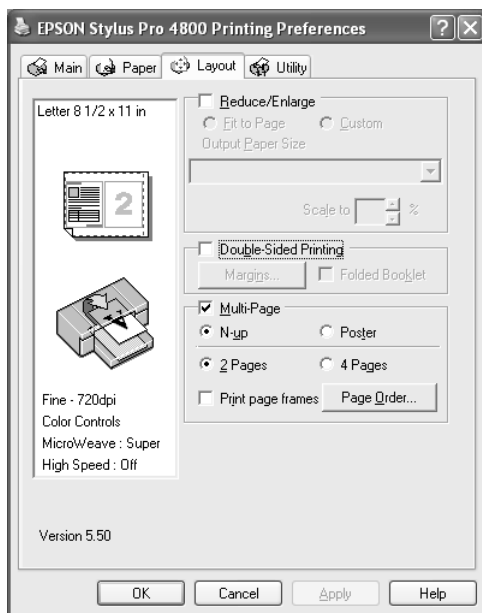 EPSON Stylus Pro 4800 Printing Preferences
Main Paper Layout Utility
Letter 8 1/2 x 11 in
2
Fine - 720dpi
Color Controls
MicroWeave : Super
High Speed : Off
Version 5.50
Reduce/Enlarge
Fit to Page Custom
Output Paper Size
Scale to %
Double-Sided Printing
Margins... Folded Booklet
Multi-Page
N-up Poster
2 Pages 4 Pages
Print page frames Page Order...
OK Cancel Apply Help